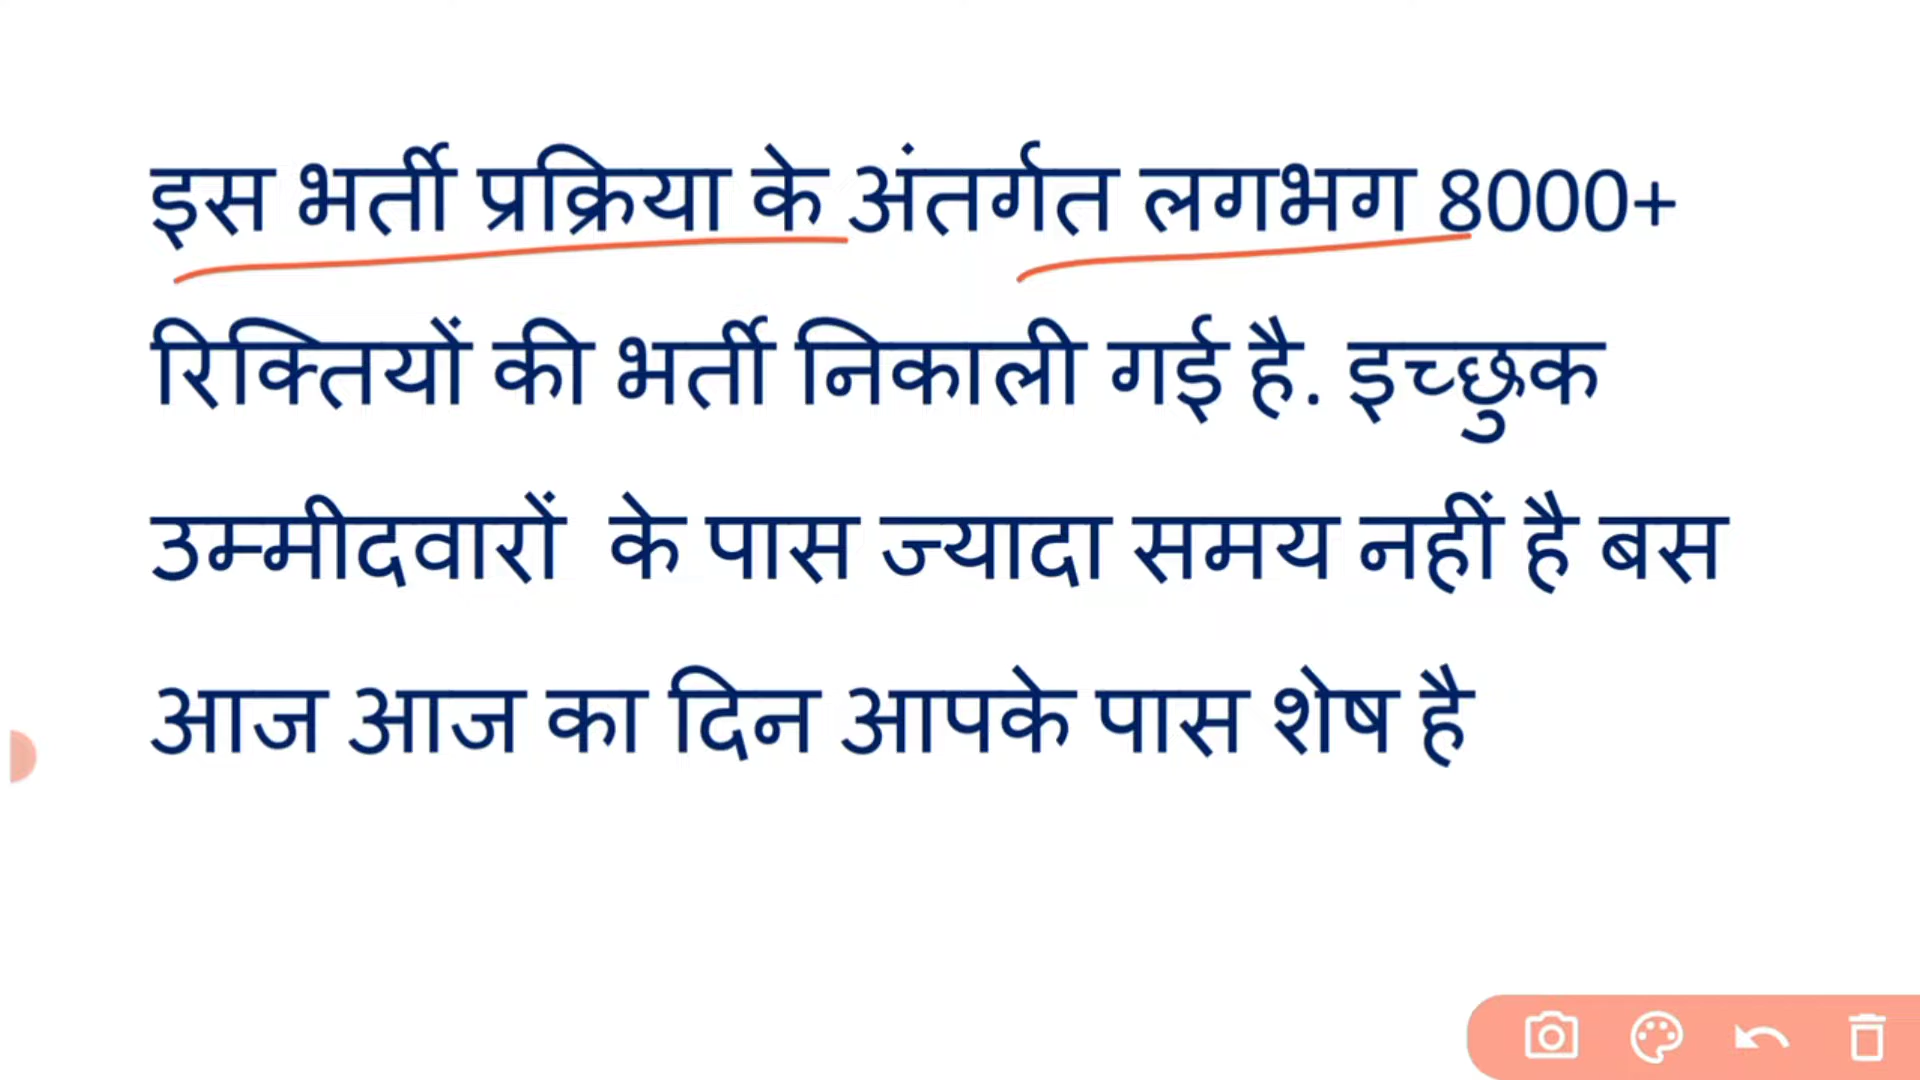 इस भर्ती प्रक्रिया के अंतर्गत लगभग 8000+
रिक्तियों की भर्ती निकाली गई है. इच्छुक
उम्मीदवारों  के पास ज्यादा समय नहीं है बस
आज आज का दिन आपके पास शेष है